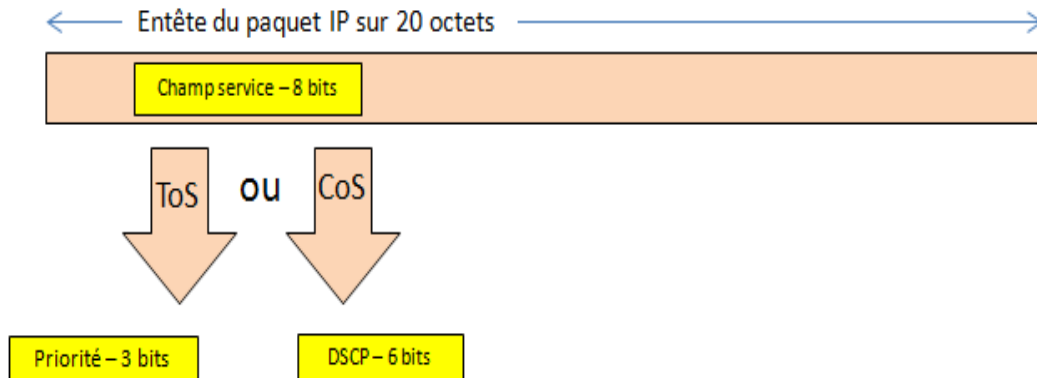 Entête du paquet IP sur 20 octets
Champ service – 8 bits
ToS ou CoS
Priorité – 3 bits DSCP – 6 bits